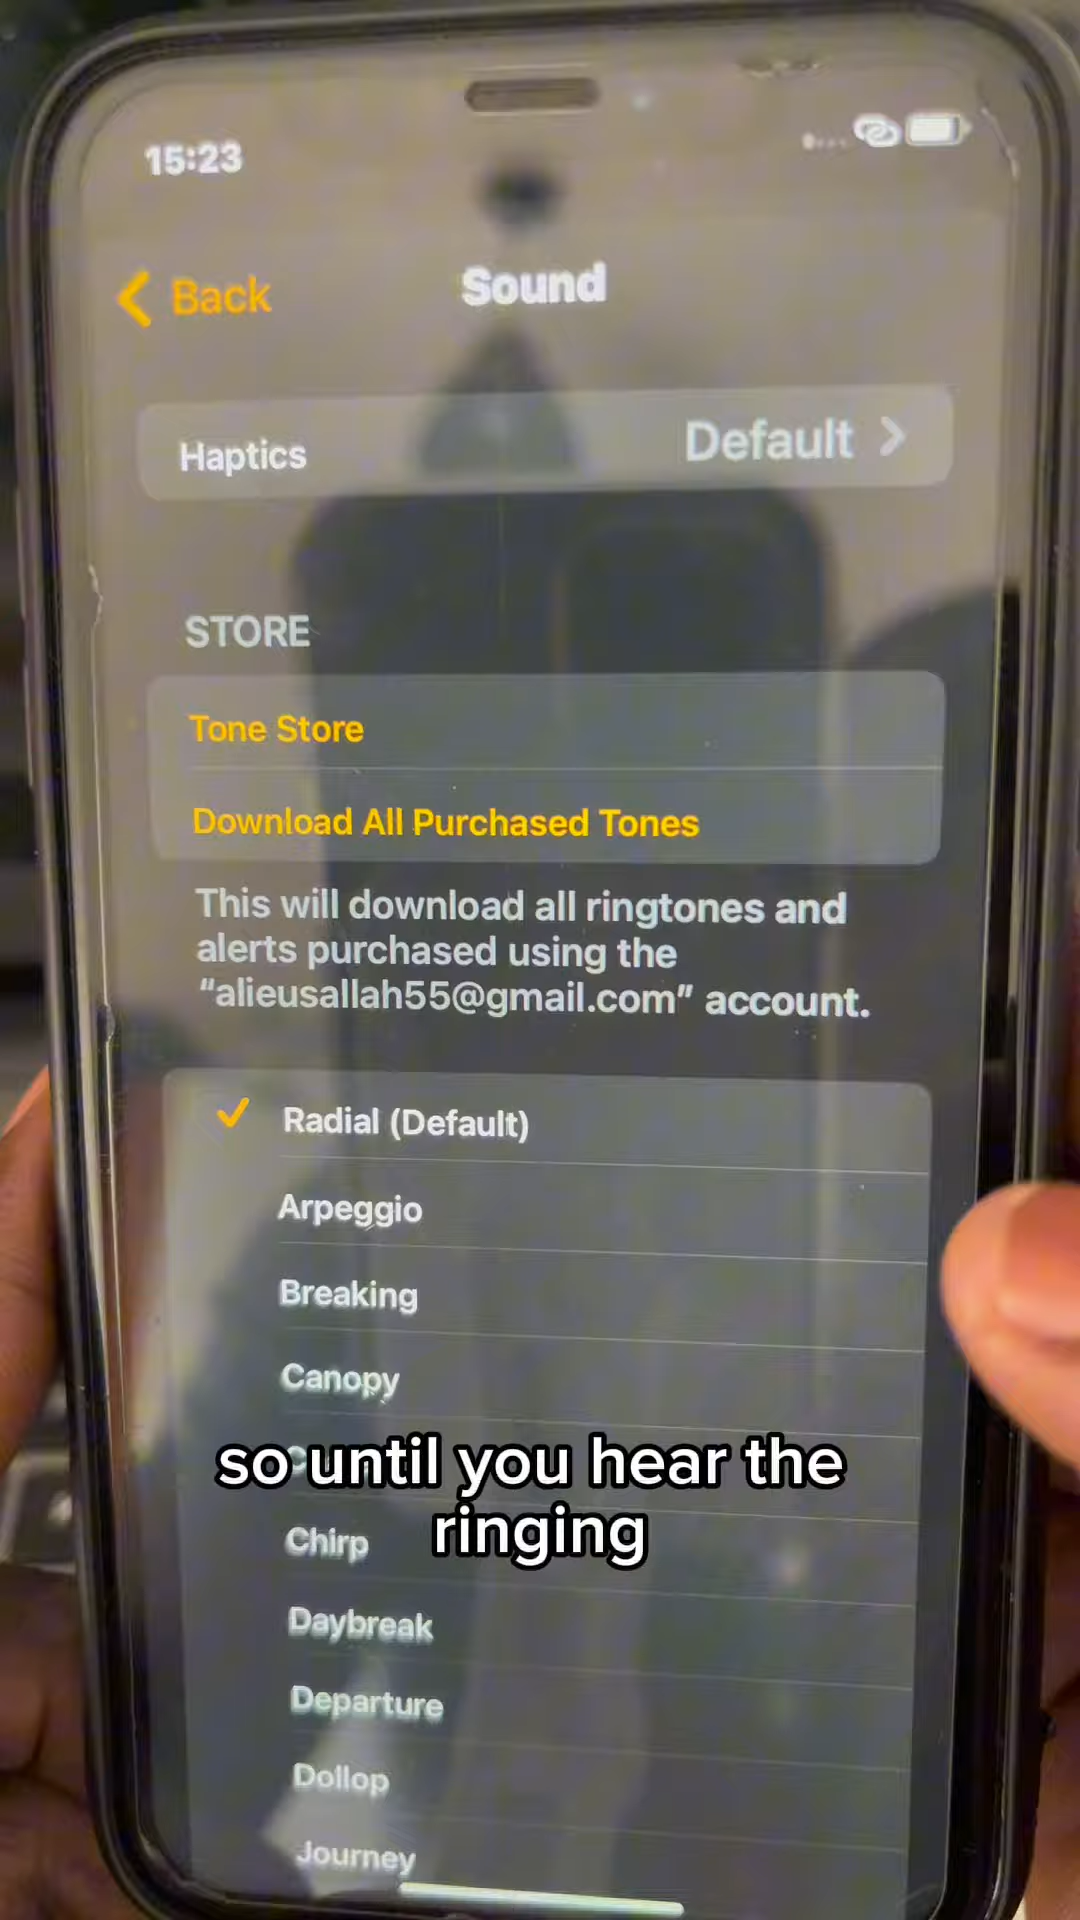 15:23
Back
Sound
Haptics
Default
STORE
Tone Store
Download All Purchased Tones
This will download all ringtones and
alerts purchased using the
“alieusallah55@gmail.com” account.
Radial (Default)
Arpeggio
Breaking
Canopy
so until you hear the
ringing
Chirp
Daybreak
Departure
Dollop
Journey